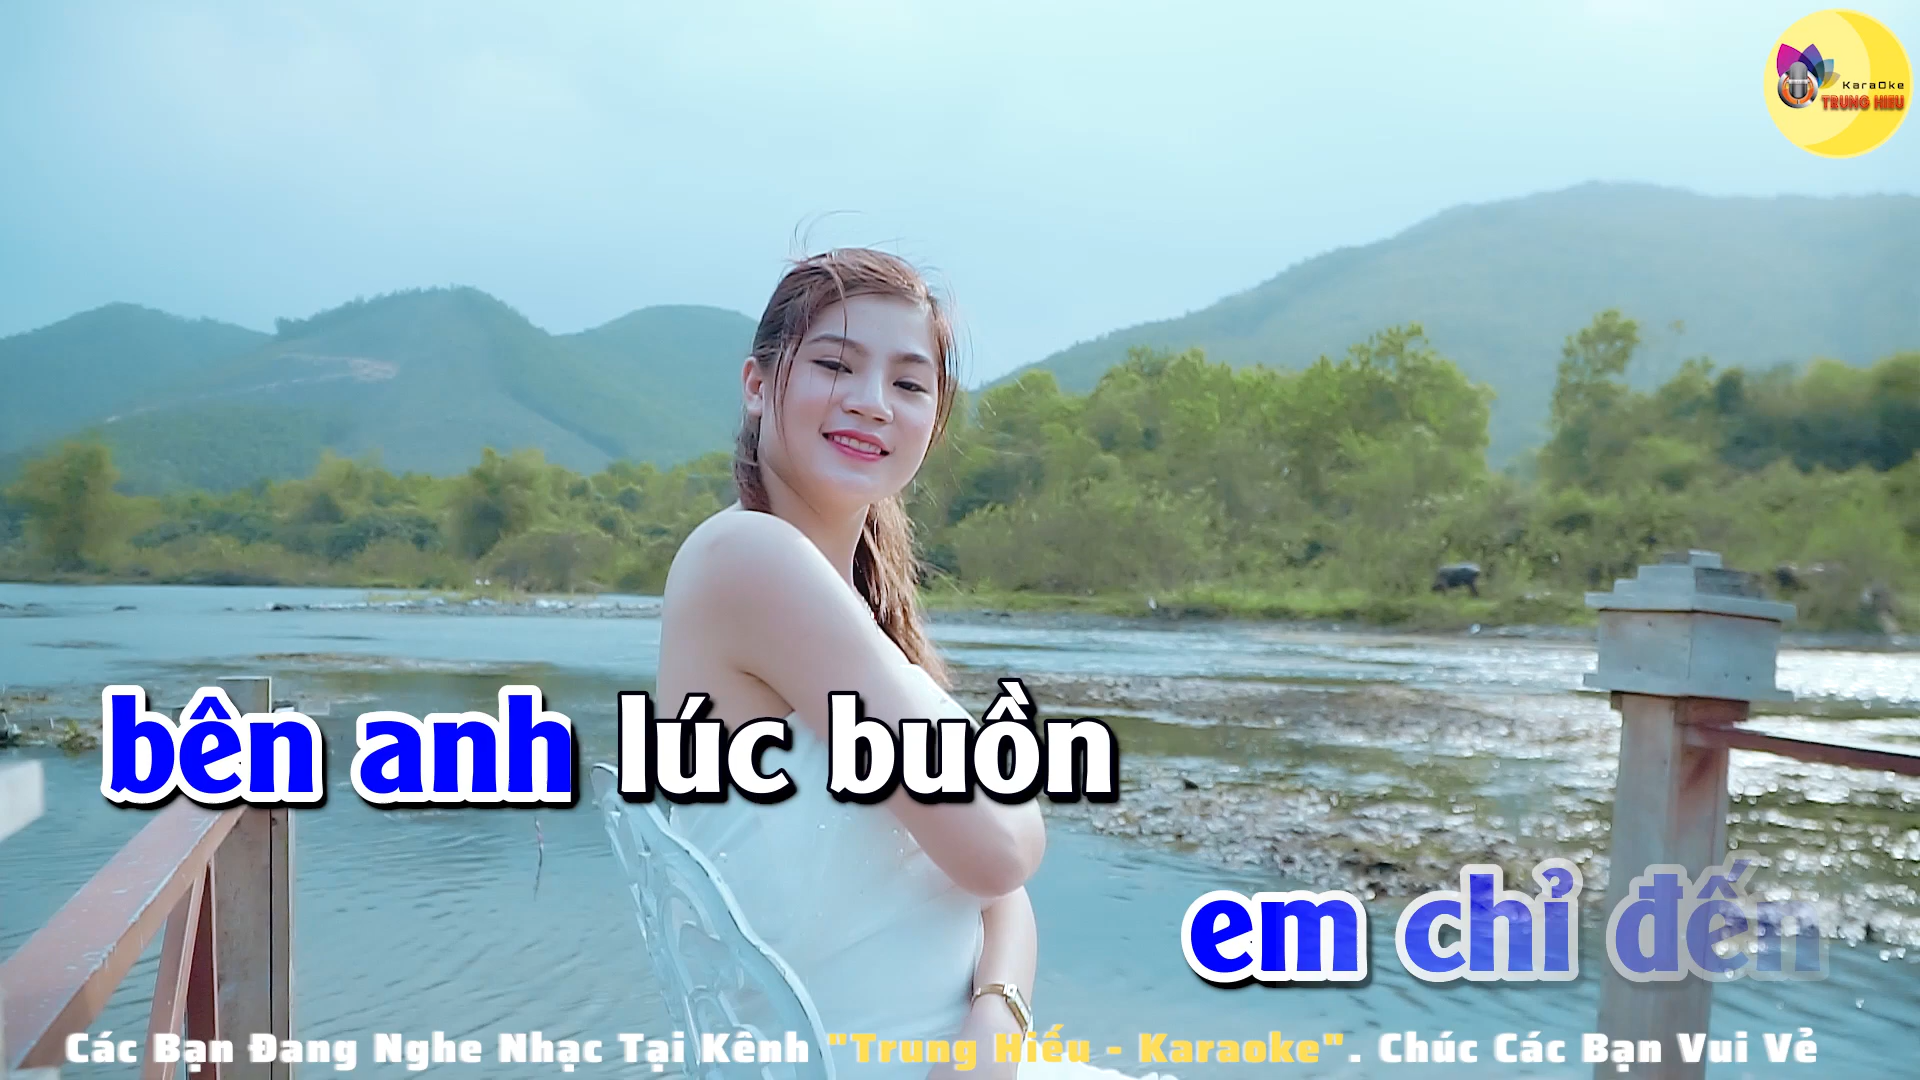 KaraOke
TRUNG HIEU
bên anh lúc buồn
em chỉ đến
Các Bạn Đang Nghe Nhạc Tại Kênh "Trung Hiếu - Karaoke". Chúc Các Bạn Vui Vẻ